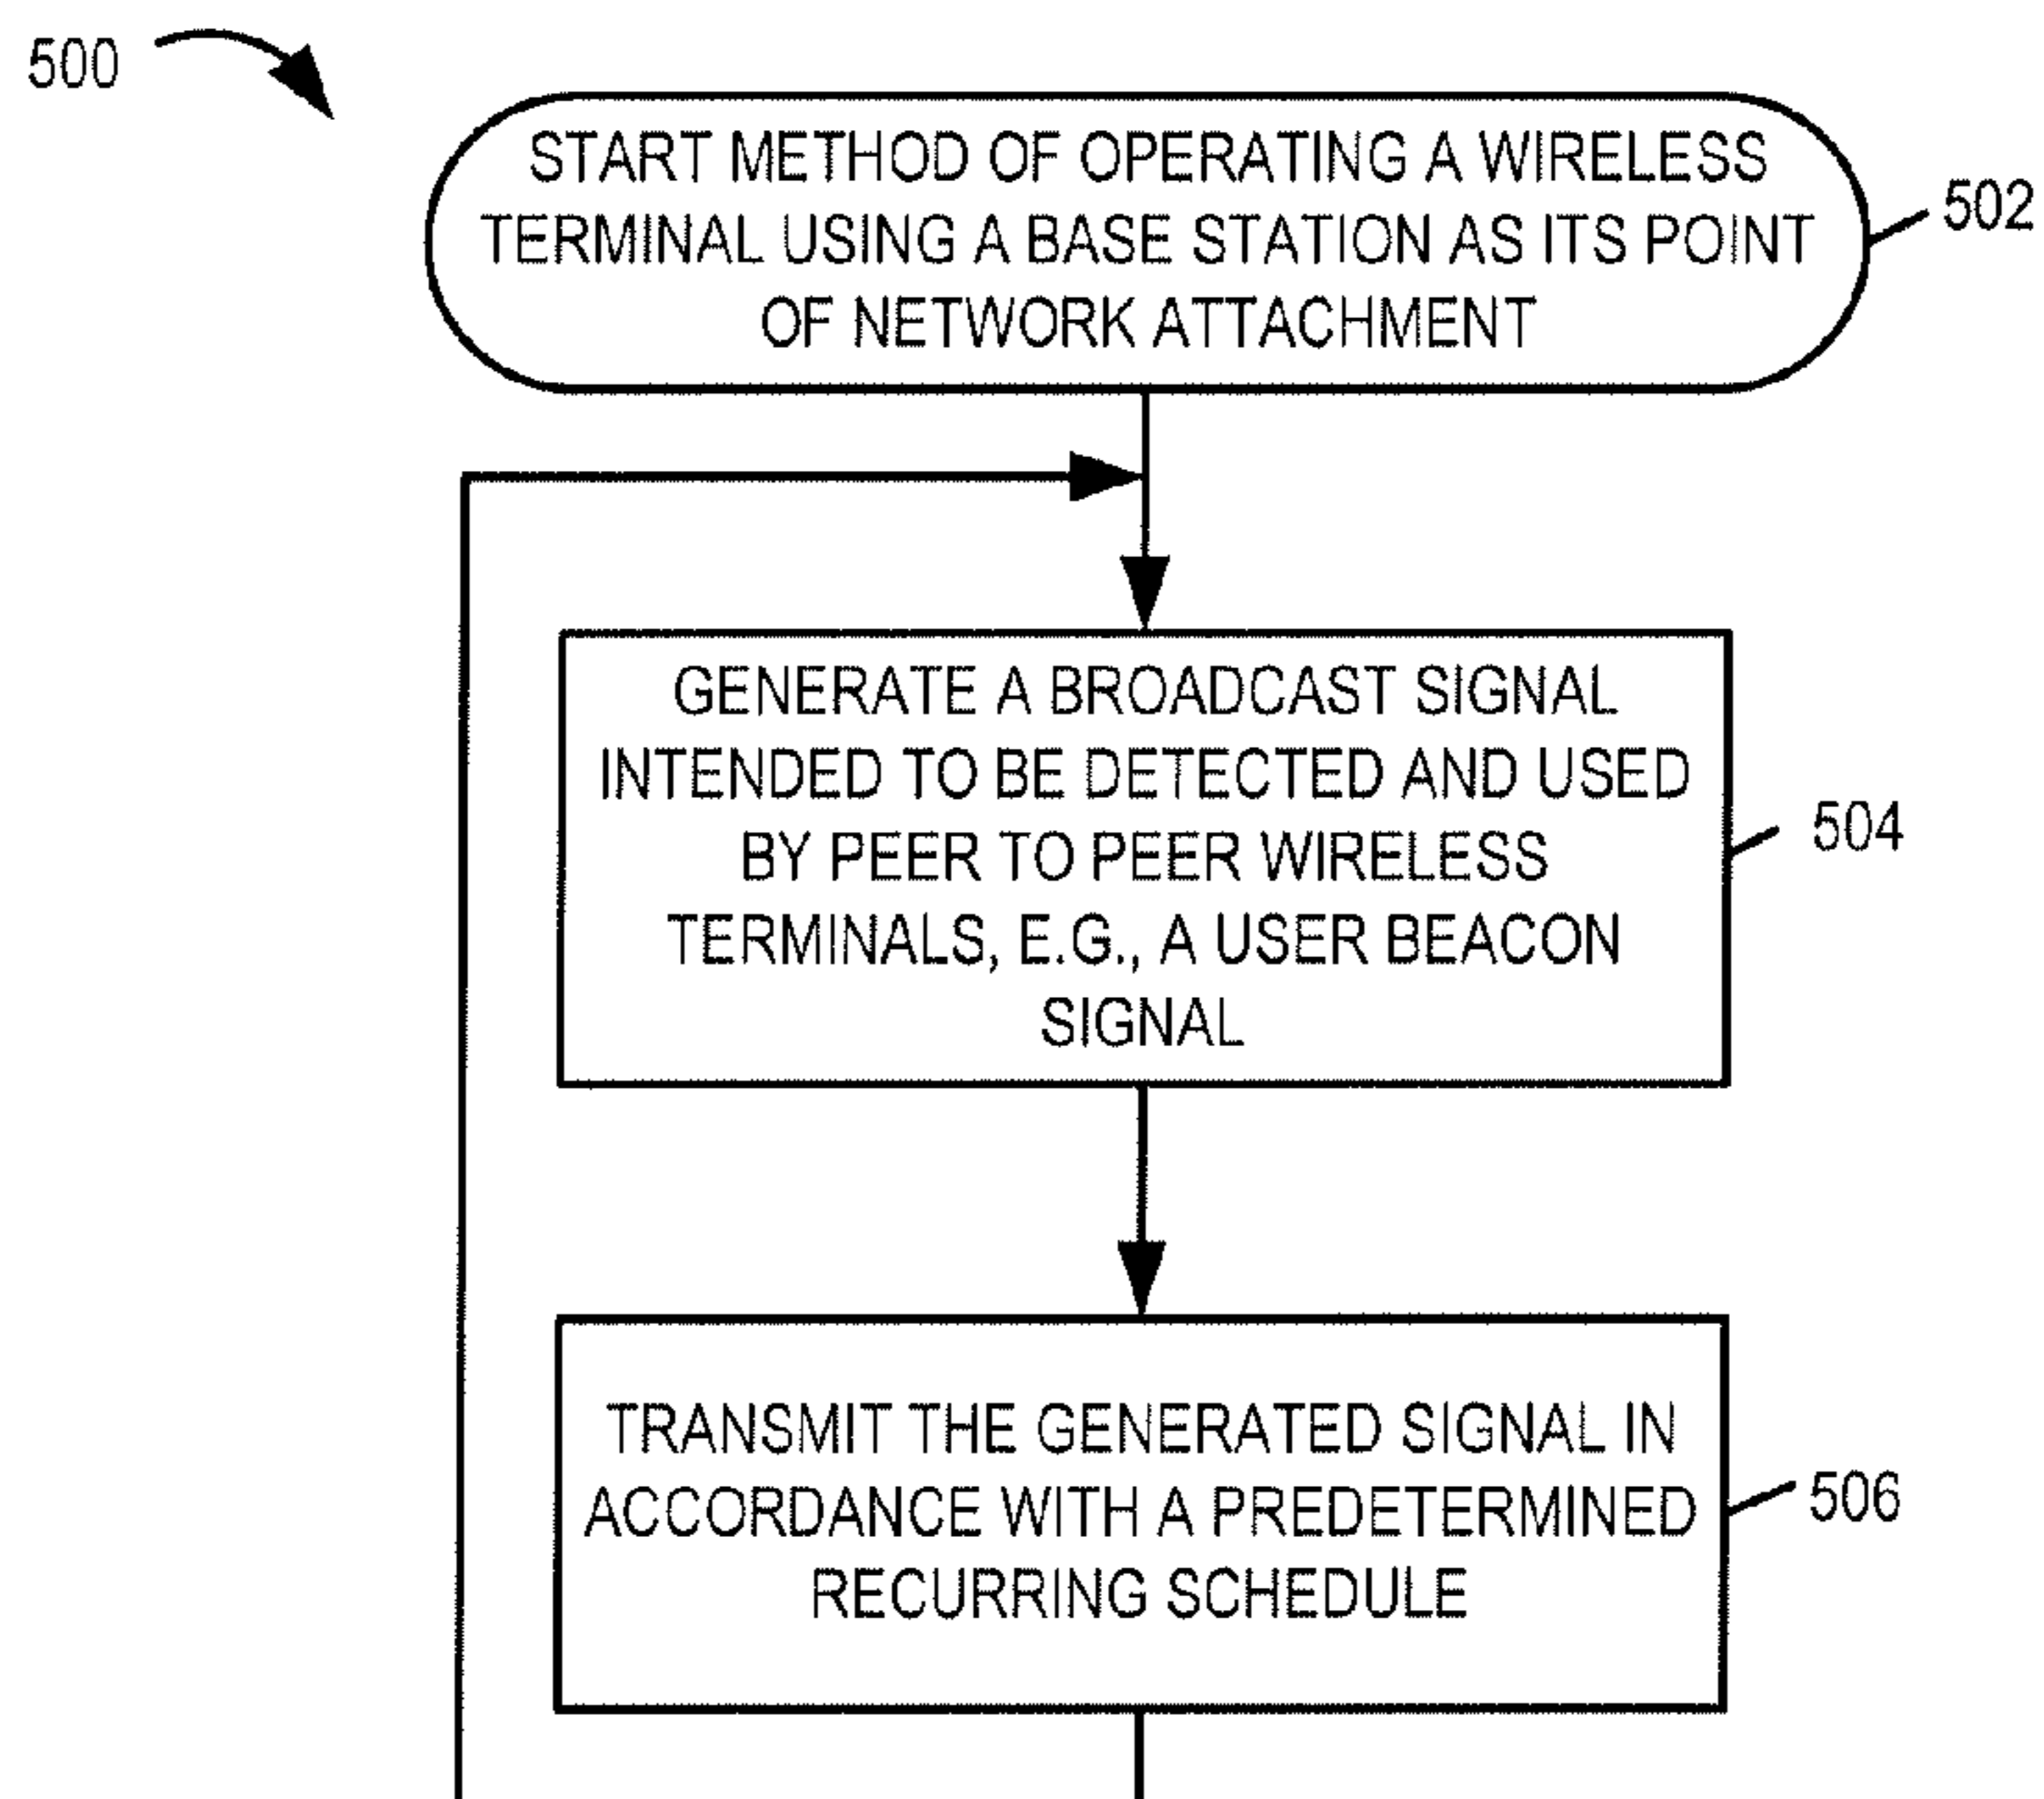 500
START METHOD OF OPERATING A WIRELESS
TERMINAL USING A BASE STATION AS ITS POINT
OF NETWORK ATTACHMENT
502
GENERATE A BROADCAST SIGNAL
INTENDED TO BE DETECTED AND USED
BY PEER TO PEER WIRELESS
TERMINALS, E.G., A USER BEACON
SIGNAL
504
TRANSMIT THE GENERATED SIGNAL IN
ACCORDANCE WITH A PREDETERMINED
RECURRING SCHEDULE
506